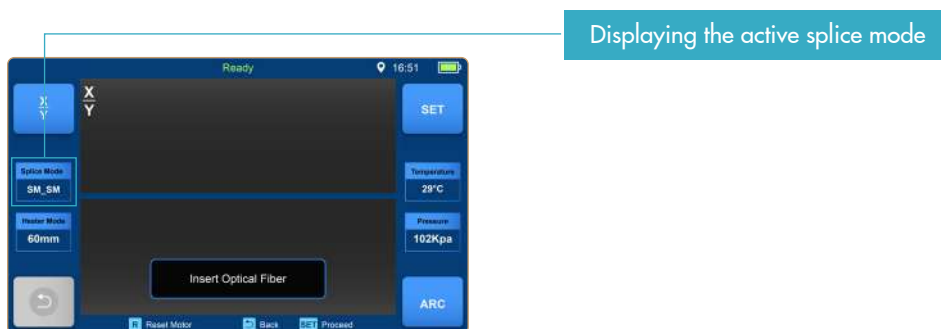 Displaying the active splice mode
Ready 16:51
X
Y
X
Y
SET
Splice Mode
SM_SM
Temperature
29°C
Heater Mode
60mm
Pressure
102Kpa
Insert Optical Fiber
ARC
R Reset Motor Back SET Proceed